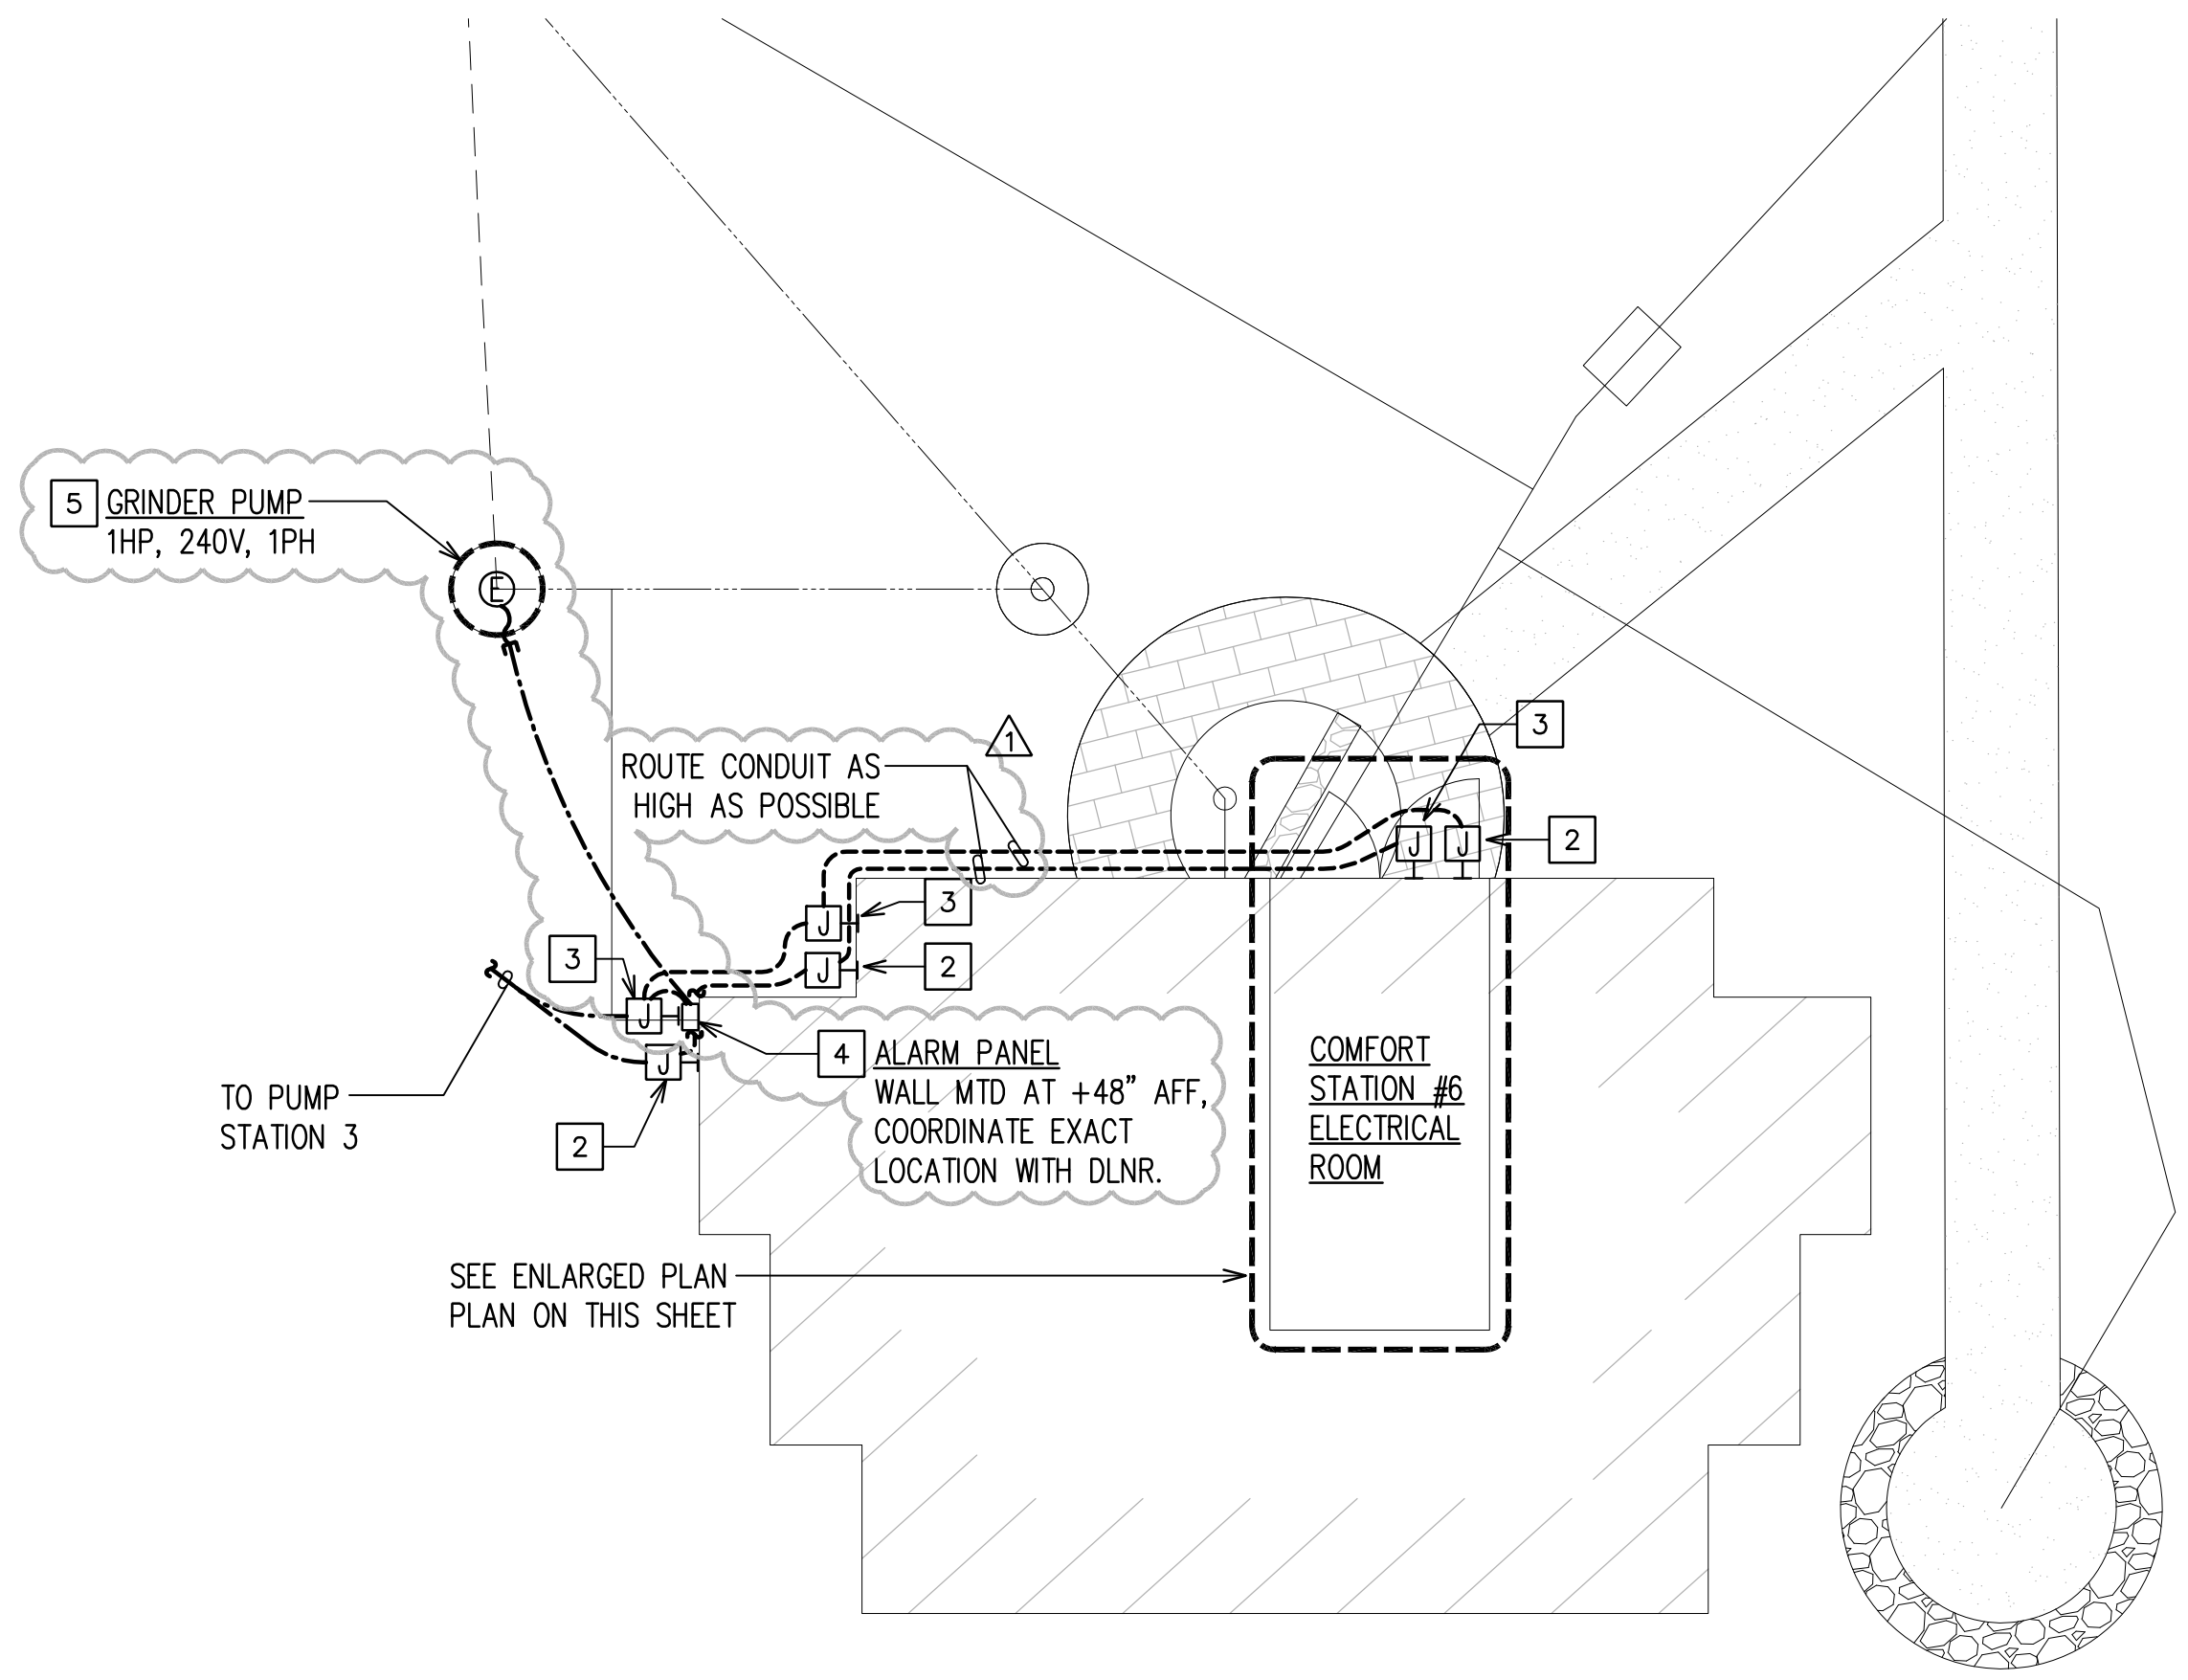 5 GRINDER PUMP
1HP, 240V, 1PH
E
1
ROUTE CONDUIT AS
HIGH AS POSSIBLE
3
J J
2
3
J
2
J
3
J
J
4 ALARM PANEL
WALL MTD AT +48" AFF,
COORDINATE EXACT
LOCATION WITH DLNR.
TO PUMP
STATION 3
2
COMFORT
STATION #6
ELECTRICAL
ROOM
SEE ENLARGED PLAN
PLAN ON THIS SHEET